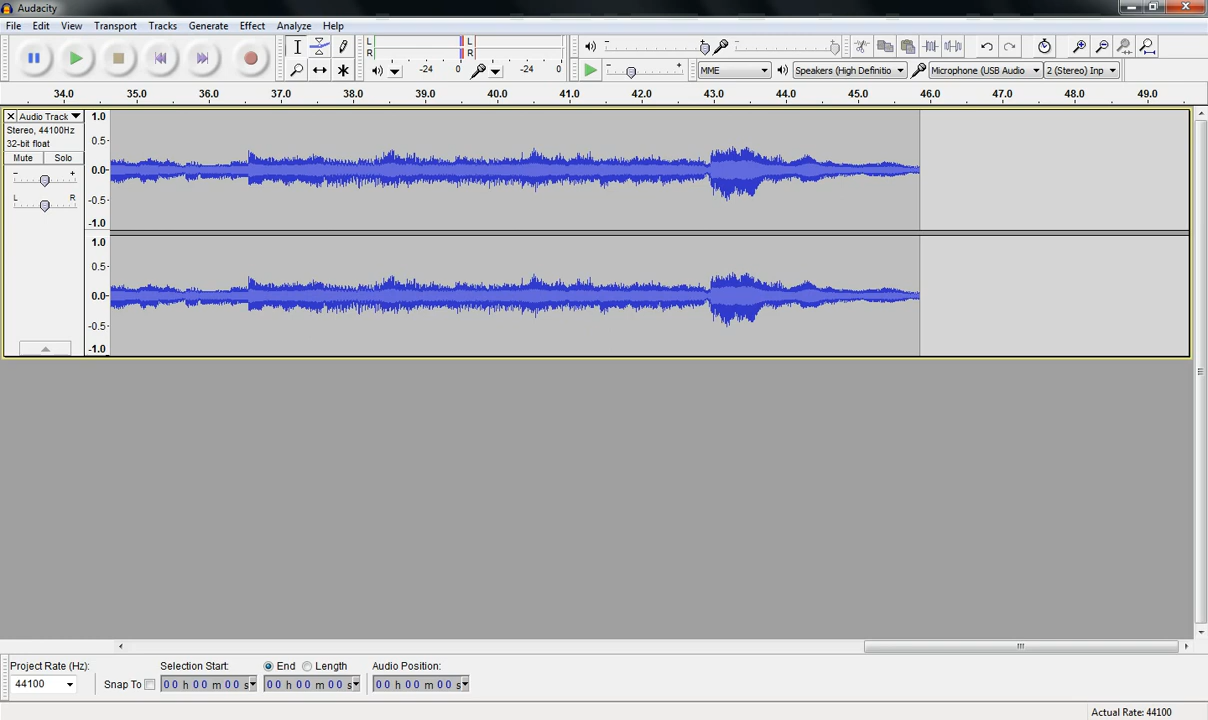 Audacity
File Edit View Transport Tracks Generate Effect Analyze Help
L L
R R
-24 0 -24 0
MME Speakers (High Definitio Microphone (USB Audio 2 (Stereo) Inp
34.0 35.0 36.0 37.0 38.0 39.0 40.0 41.0 42.0 43.0 44.0 45.0 46.0 47.0 48.0 49.0
Audio Track
Stereo, 44100Hz
32-bit float
Mute Solo
- +
L R
1.0
0.5
0.0-
-0.5
-1.0
1.0
0.5
0.0-
-0.5
-1.0
Project Rate (Hz): Selection Start: End Length Audio Position:
44100 Snap To 00 h 00 m 00 s 00 h 00 m 00 s 00 h 00 m 00 s
Actual Rate: 44100